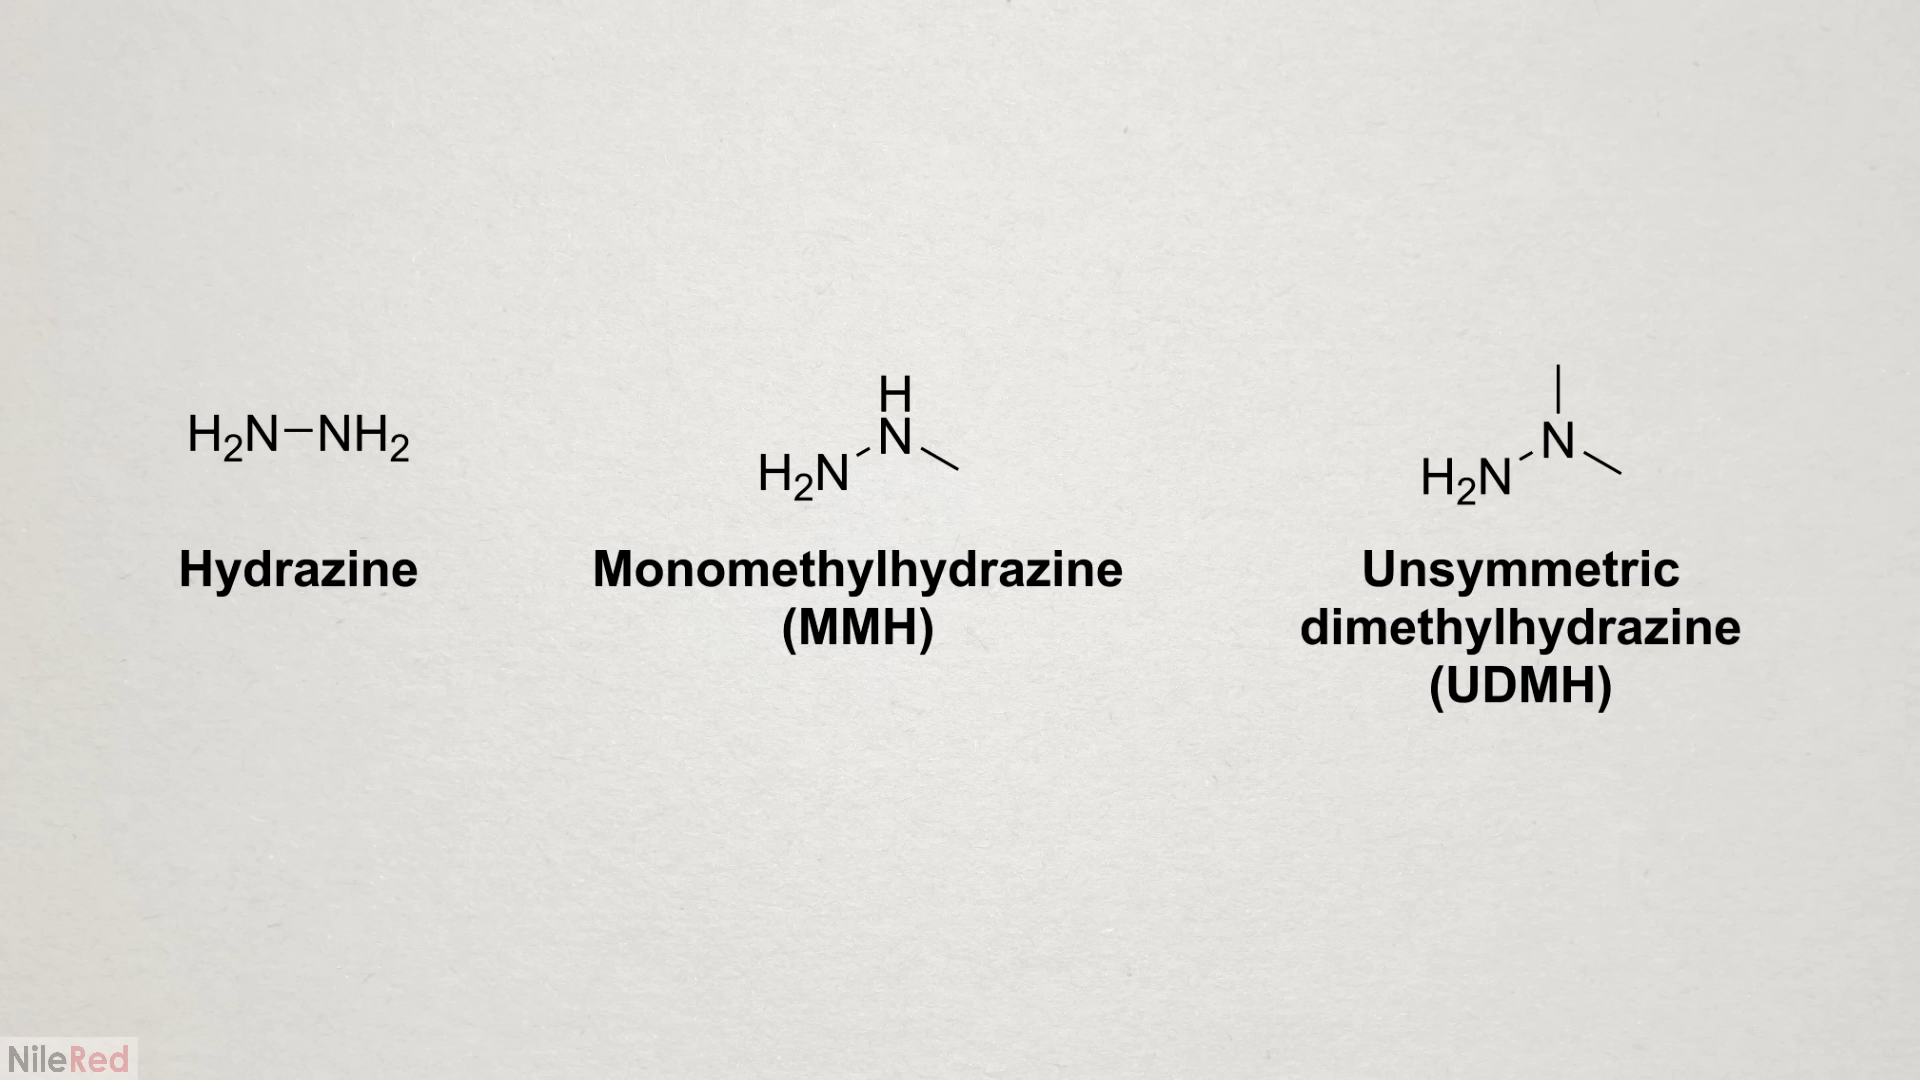 H₂N–NH₂
Hydrazine
H
N
H₂N
Monomethylhydrazine
(MMH)
N
H₂N
Unsymmetric
dimethylhydrazine
(UDMH)
NileRed